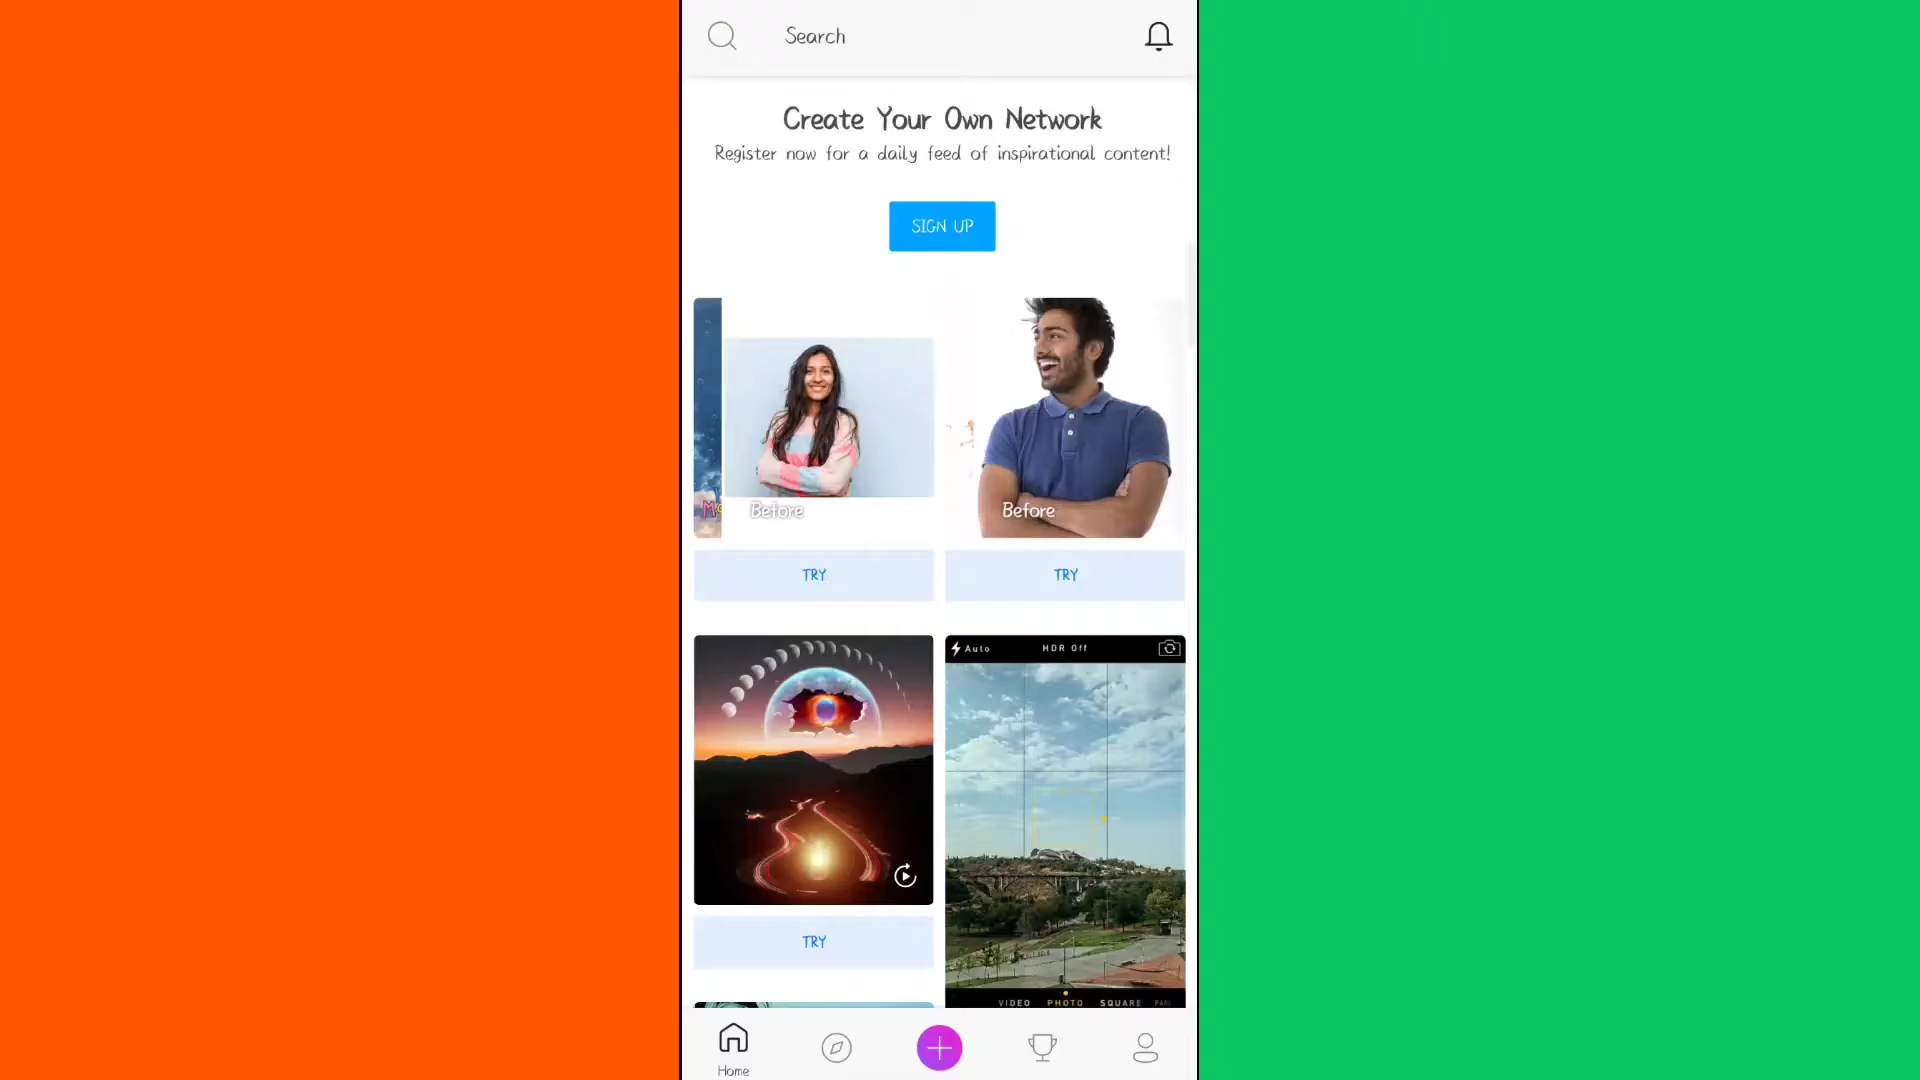 Search
Create Your Own Network
Register now for a daily feed of inspirational content!
SIGN UP
Before
Before
TRY
TRY
Auto
HDR Off
TRY
VIDEO PHOTO SQUARE
Home